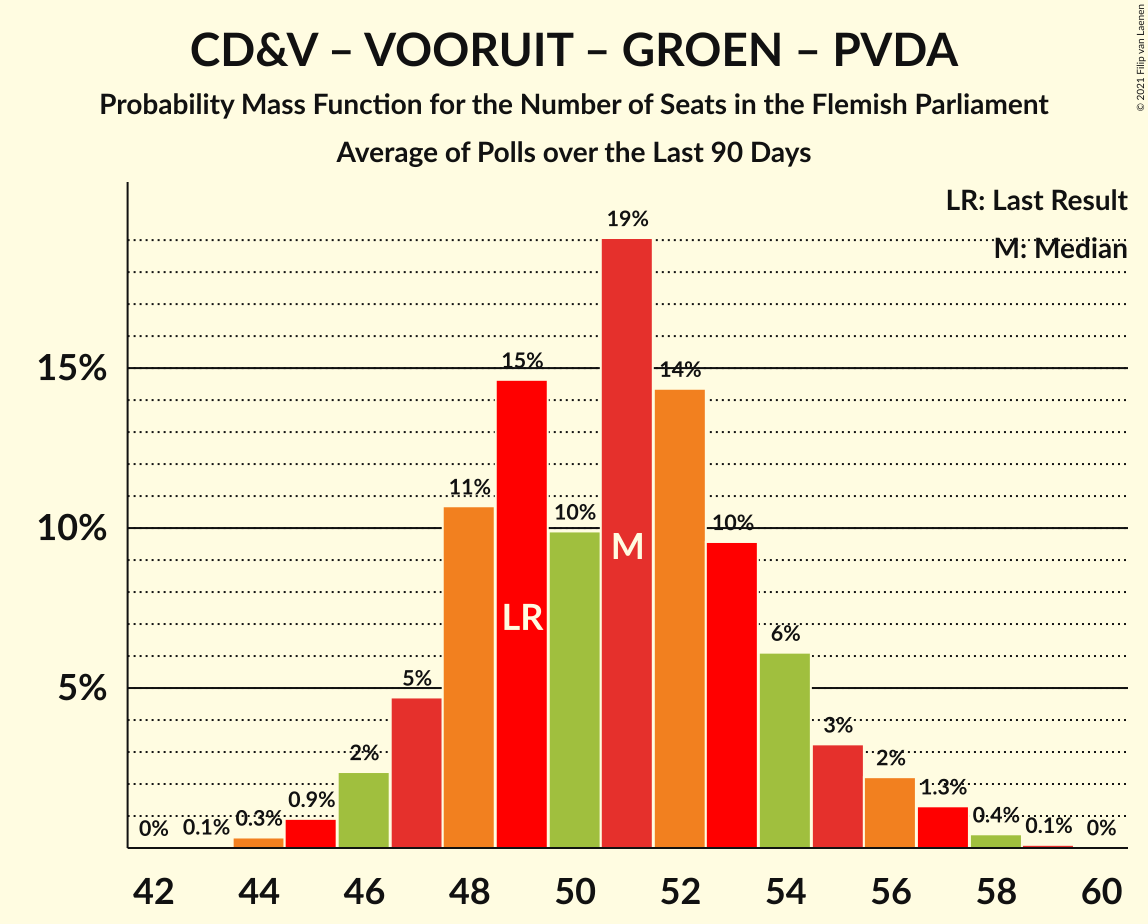 CD&V – VOORUIT – GROEN – PVDA
Probability Mass Function for the Number of Seats in the Flemish Parliament
Average of Polls over the Last 90 Days
© 2021 Filip van Laenen
LR: Last Result
M: Median
19%
15%
15%
14%
11%
10%
10%
10%
M
LR
6%
5%
5%
3%
2%
2%
1.3%
0.9%
0.3%
0.4%
0%
0.1%
0.1%
0%
42 44 46 48 50 52 54 56 58 60